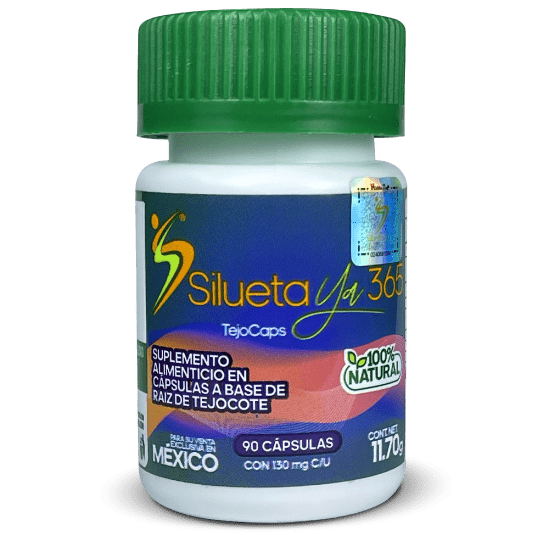 Silueta Ya 365
®
TejoCaps
SUPLEMENTO
ALIMENTICIO EN
CÁPSULAS A BASE DE
RAIZ DE TEJOCOTE
100%
NATURAL
PARA SU VENTA
EXCLUSIVA EN
MÉXICO
90 CÁPSULAS
CON 130 mg C/U
CONT. NET.
11.70g